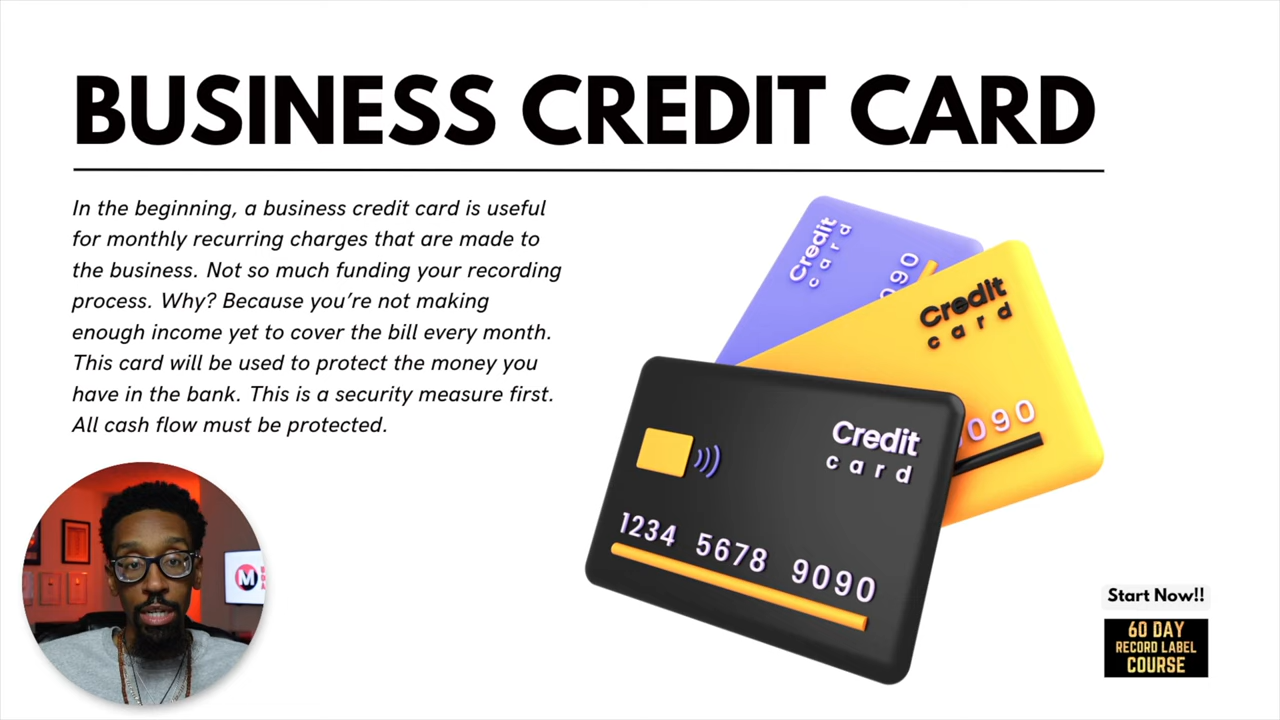 BUSINESS CREDIT CARD
In the beginning, a business credit card is useful
for monthly recurring charges that are made to
the business. Not so much funding your recording
process. Why? Because you’re not making
enough income yet to cover the bill every month.
This card will be used to protect the money you
have in the bank. This is a security measure first.
All cash flow must be protected.
Credit
card
090
Credit
card
9090
Credit
card
1234 5678 9090
M
Start Now!!
60 DAY
RECORD LABEL
COURSE